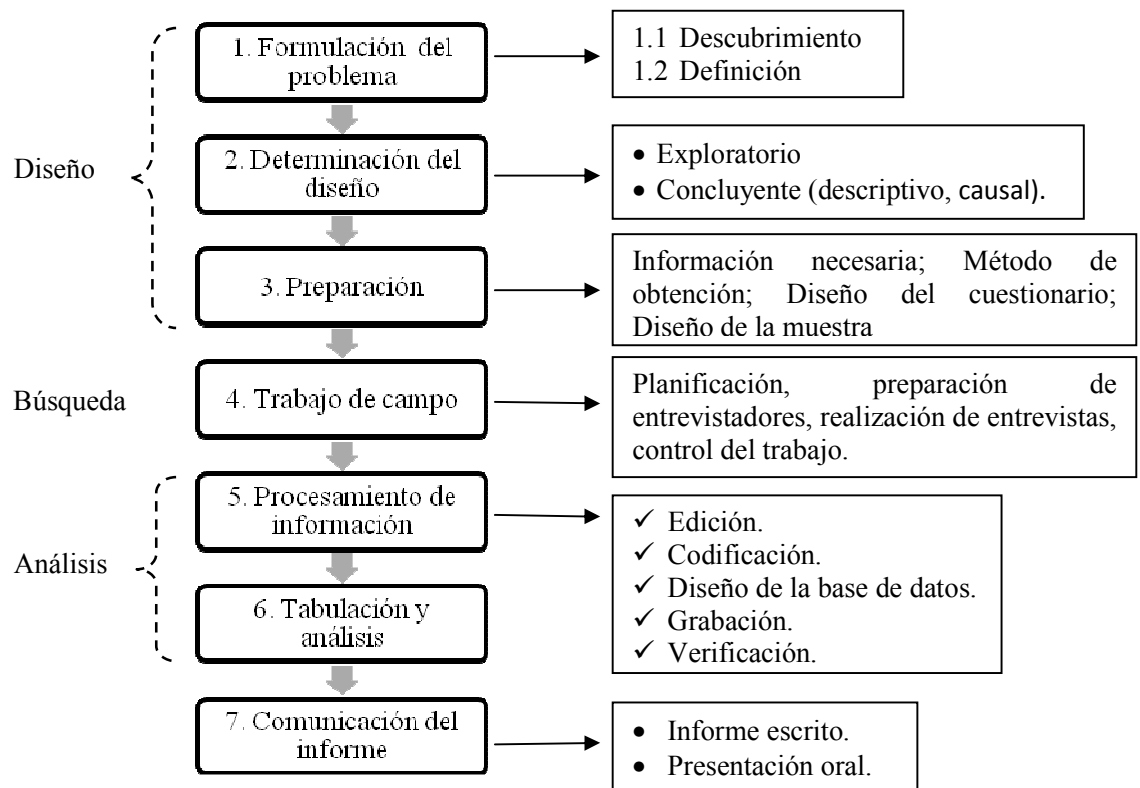 1. Formulación del
problema
1.1 Descubrimiento
1.2 Definición
Diseño
2. Determinación del
diseño
• Exploratorio
• Concluyente (descriptivo, causal).
3. Preparación
Información necesaria; Método de
obtención; Diseño del cuestionario;
Diseño de la muestra
Búsqueda
4. Trabajo de campo
Planificación, preparación de
entrevistadores, realización de entrevistas,
control del trabajo.
Análisis
5. Procesamiento de
información
✓ Edición.
✓ Codificación.
✓ Diseño de la base de datos.
✓ Grabación.
✓ Verificación.
6. Tabulación y
análisis
7. Comunicación del
informe
• Informe escrito.
• Presentación oral.